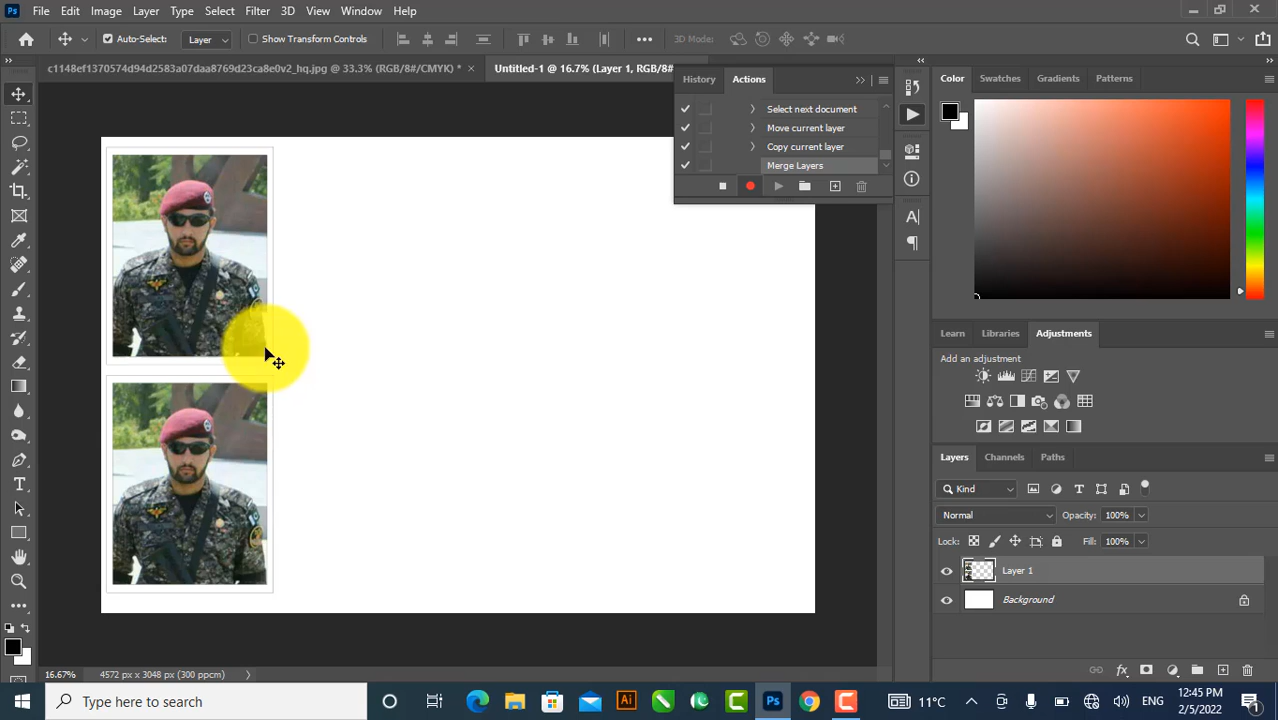 Ps File Edit Image Layer Type Select Filter 3D View Window Help
Auto-Select: Layer Show Transform Controls 3D Mode:
c1148ef1370574d94d2583a07daa8769d23ca8e0v2_hq.jpg @ 33.3% (RGB/8#/CMYK) * × Untitled-1 @ 16.7% (Layer 1, RGB/8#
History Actions
Select next document
Move current layer
Copy current layer
Merge Layers
Color Swatches Gradients Patterns
A
Learn Libraries Adjustments
Add an adjustment
Layers Channels Paths
Kind
Normal Opacity: 100%
Lock: Fill: 100%
Layer 1
Background
16.67% 4572 px x 3048 px (300 ppcm)
Type here to search
Ai Ps
11°C ENG 12:45 PM 2/5/2022 1